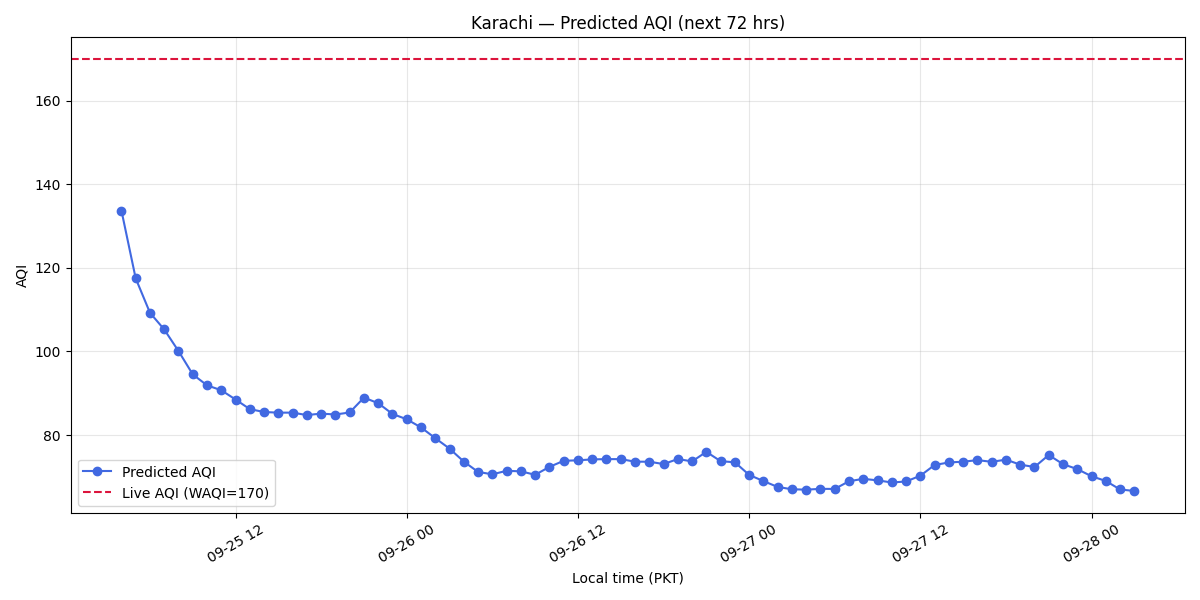 Karachi — Predicted AQI (next 72 hrs)
AQI
160
140
120
100
80
Predicted AQI
Live AQI (WAQI=170)
09-25 12
09-26 00
09-26 12
09-27 00
09-27 12
09-28 00
Local time (PKT)